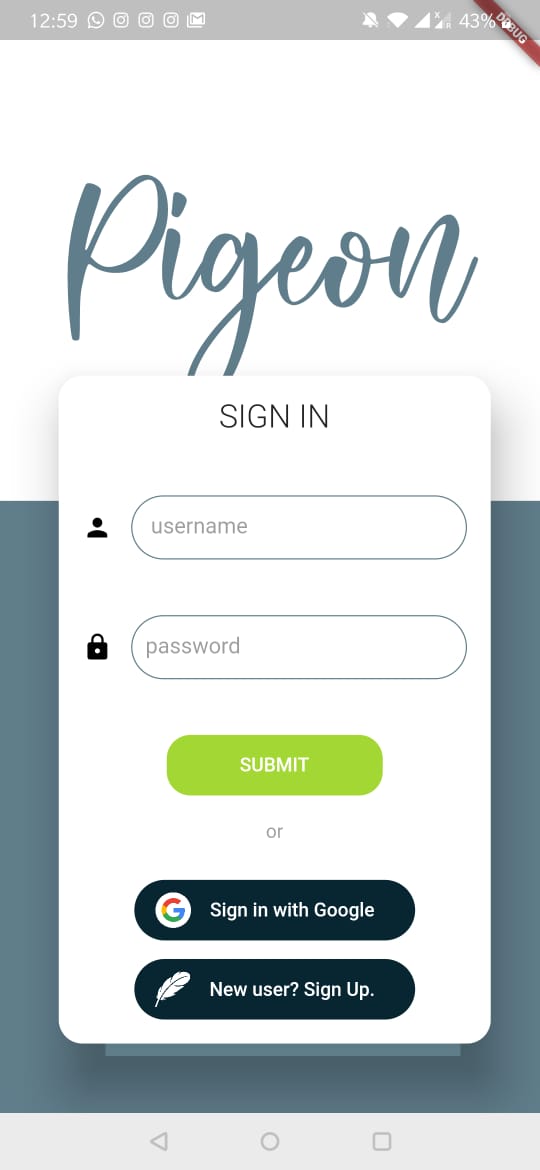 12:59
43%
DEBUG
Pigeon
SIGN IN
username
password
SUBMIT
or
Sign in with Google
New user? Sign Up.